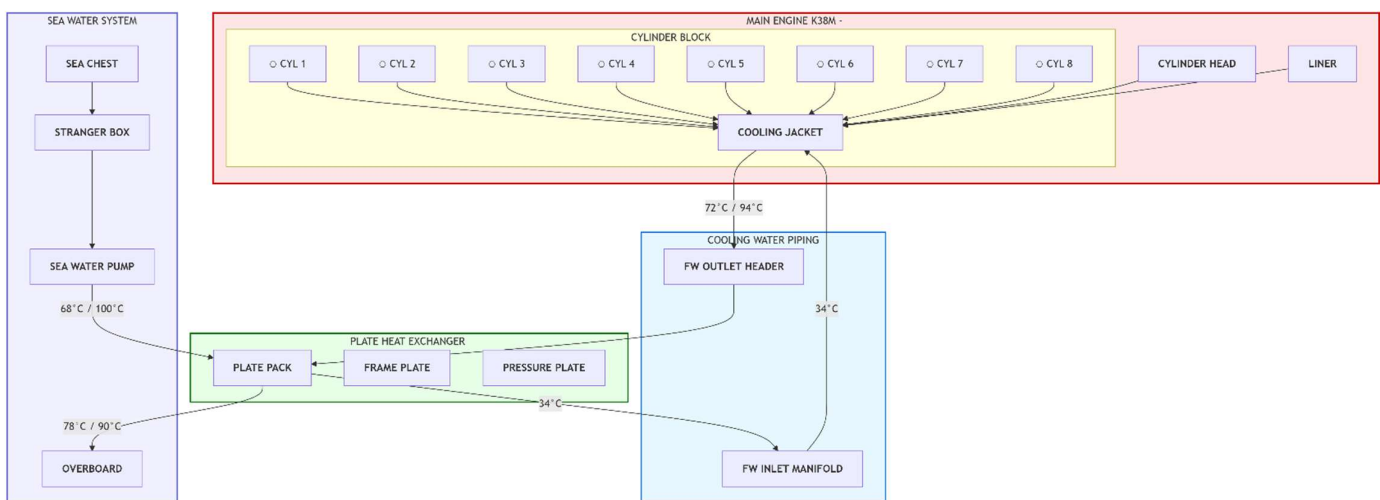 SEA WATER SYSTEM
SEA CHEST
STRANGER BOX
SEA WATER PUMP
68°C / 100°C
78°C / 90°C
OVERBOARD
MAIN ENGINE K38M -
CYLINDER BLOCK
○ CYL 1
○ CYL 2
○ CYL 3
○ CYL 4
○ CYL 5
○ CYL 6
○ CYL 7
○ CYL 8
CYLINDER HEAD
LINER
COOLING JACKET
72°C / 94°C
COOLING WATER PIPING
FW OUTLET HEADER
34°C
PLATE HEAT EXCHANGER
PLATE PACK
FRAME PLATE
PRESSURE PLATE
34°C
FW INLET MANIFOLD